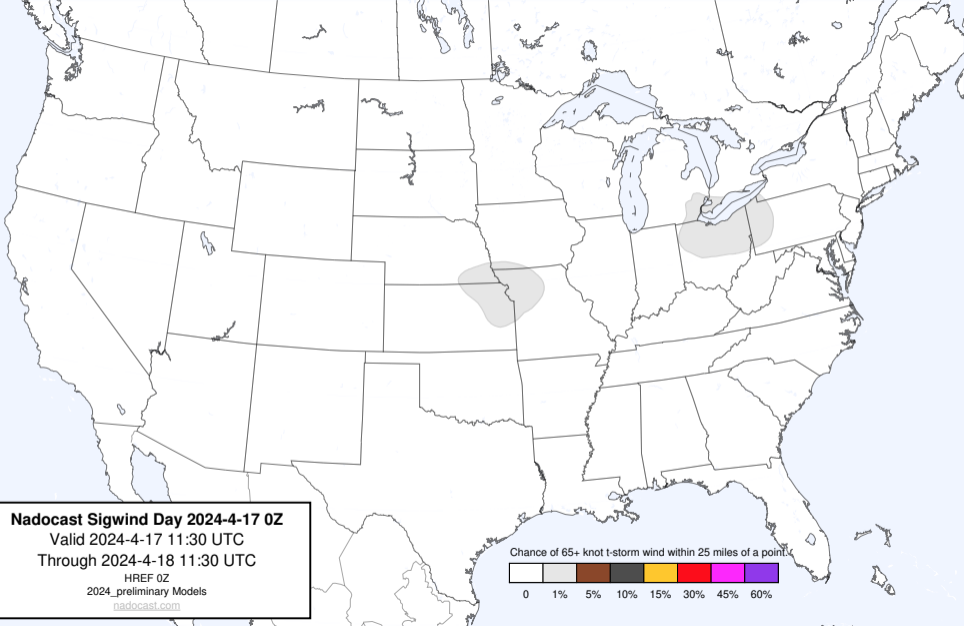 Nadocast Sigwind Day 2024-4-17 0Z
Valid 2024-4-17 11:30 UTC
Through 2024-4-18 11:30 UTC
HREF 0Z
2024_preliminary Models
nadocast.com
Chance of 65+ knot t-storm wind within 25 miles of a point.
0 1% 5% 10% 15% 30% 45% 60%